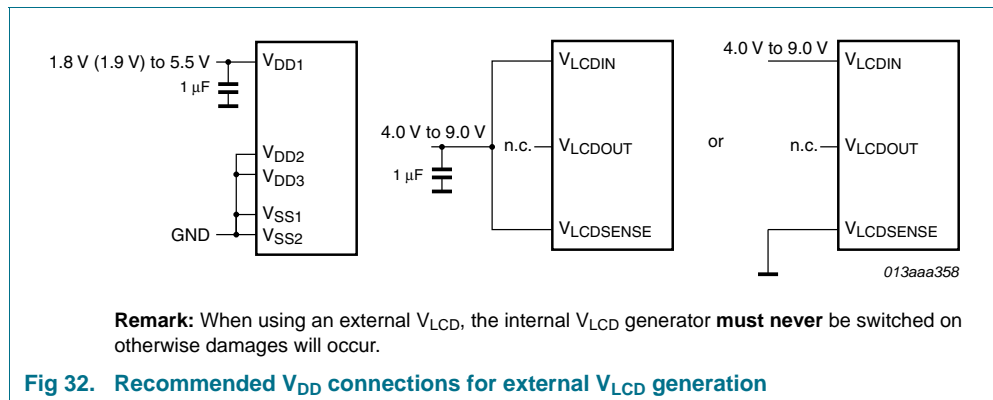 1.8 V (1.9 V) to 5.5 V
1 μF
GND
VDD1
VDD2
VDD3
VSS1
VSS2
4.0 V to 9.0 V
1 μF
n.c.
VLCDIN
VLCDOUT
VLCDSENSE
or
4.0 V to 9.0 V
n.c.
VLCDIN
VLCDOUT
VLCDSENSE
013aaa358
Remark: When using an external VLCD, the internal VLCD generator must never be switched on
otherwise damages will occur.
Fig 32. Recommended VDD connections for external VLCD generation